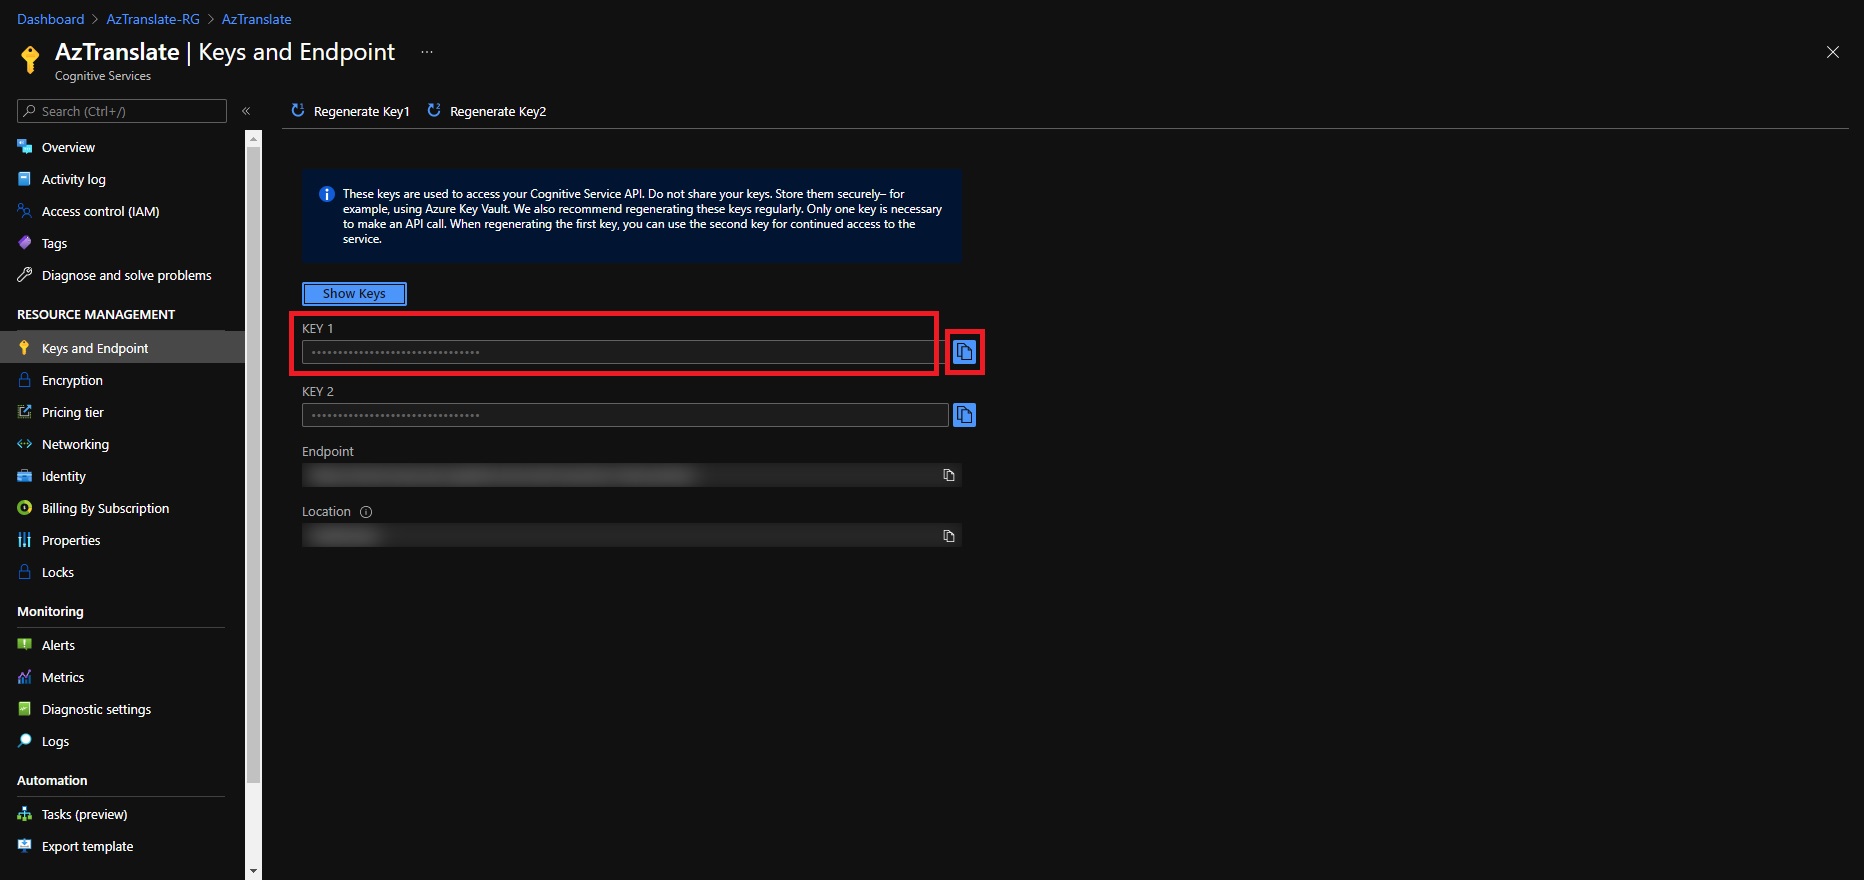 Dashboard > AzTranslate-RG > AzTranslate
AzTranslate | Keys and Endpoint ...
Cognitive Services
Search (Ctrl+/)
«
Regenerate Key1
Regenerate Key2
Overview
Activity log
Access control (IAM)
Tags
Diagnose and solve problems
RESOURCE MANAGEMENT
Keys and Endpoint
Encryption
Pricing tier
Networking
Identity
Billing By Subscription
Properties
Locks
Monitoring
Alerts
Metrics
Diagnostic settings
Logs
Automation
Tasks (preview)
Export template
These keys are used to access your Cognitive Service API. Do not share your keys. Store them securely– for
example, using Azure Key Vault. We also recommend regenerating these keys regularly. Only one key is necessary
to make an API call. When regenerating the first key, you can use the second key for continued access to the
service.
Show Keys
KEY 1
KEY 2
Endpoint
Location